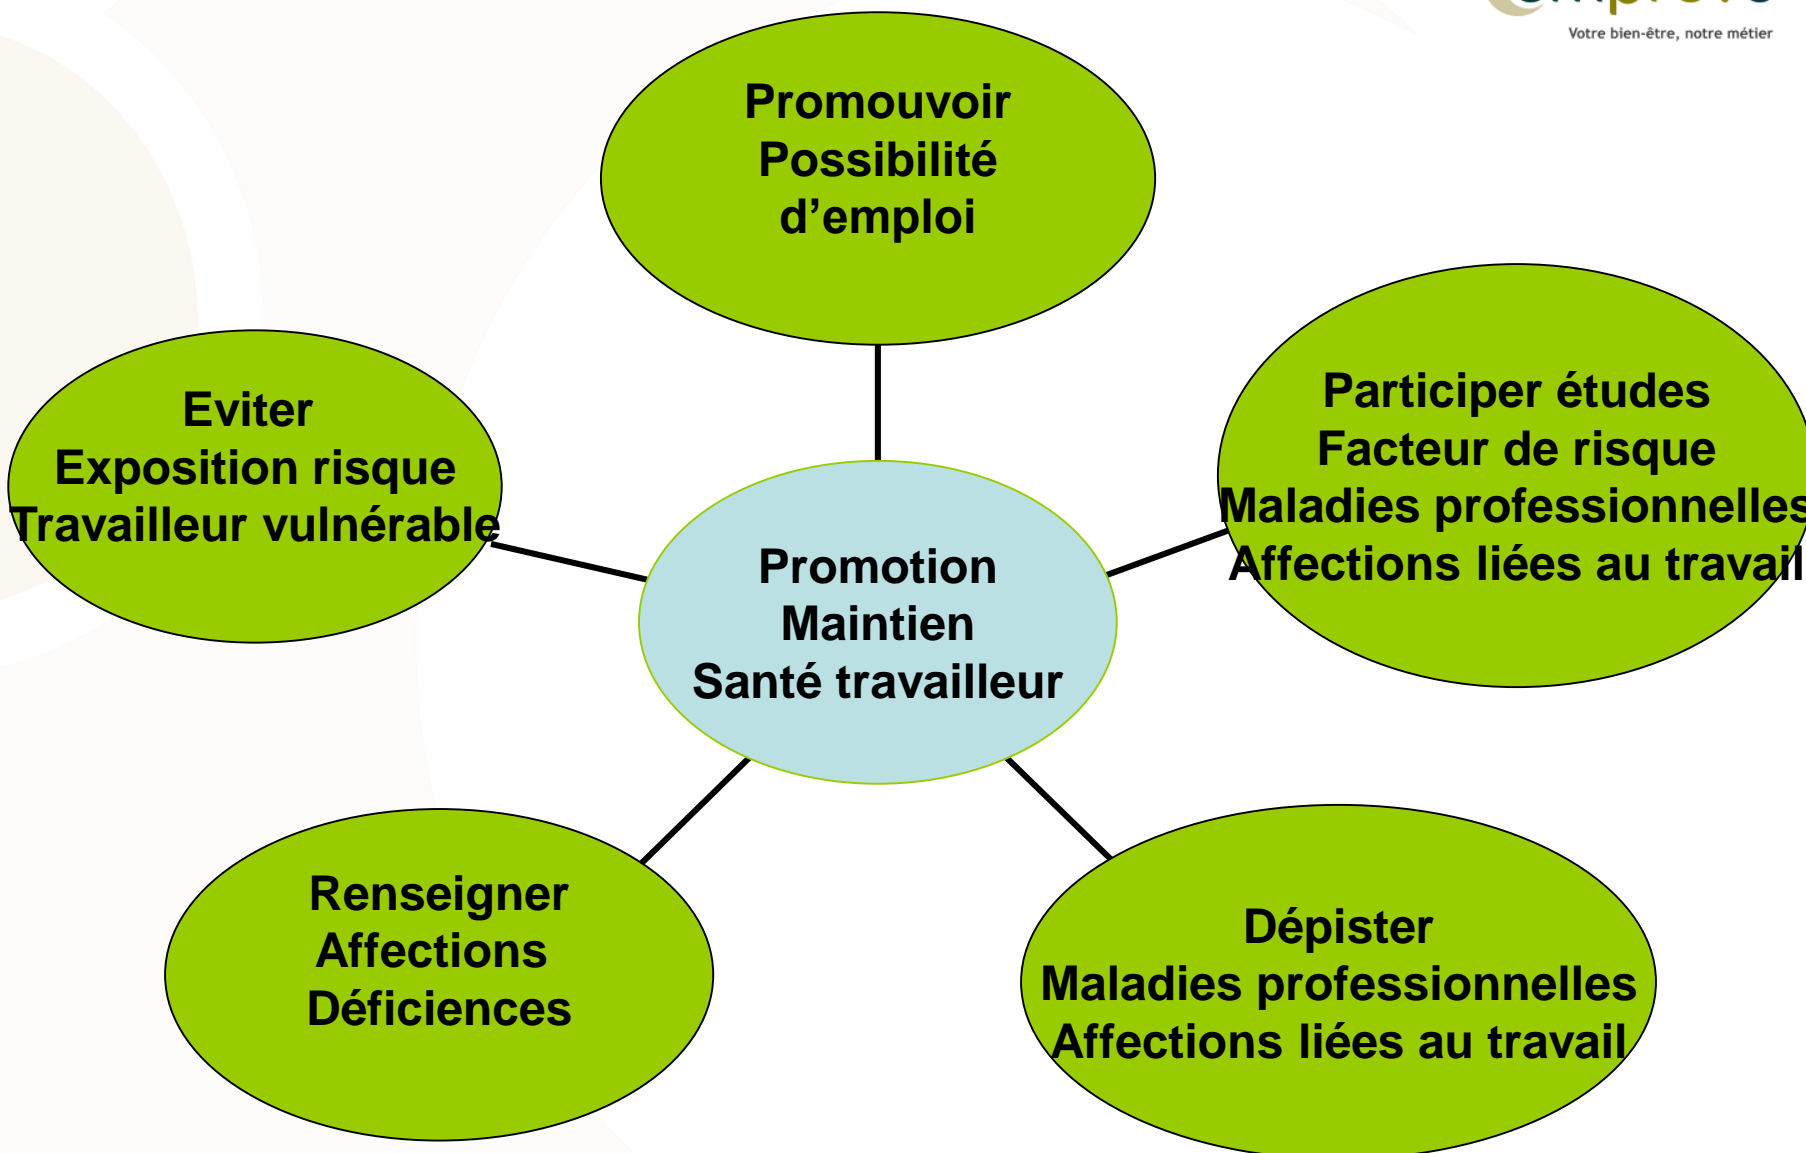 Votre bien-être, notre métier
Promouvoir
Possibilité
d’emploi
Eviter
Exposition risque
Travailleur vulnérable
Participer études
Facteur de risque
Maladies professionnelles
Affections liées au travail
Promotion
Maintien
Santé travailleur
Renseigner
Affections
Déficiences
Dépister
Maladies professionnelles
Affections liées au travail